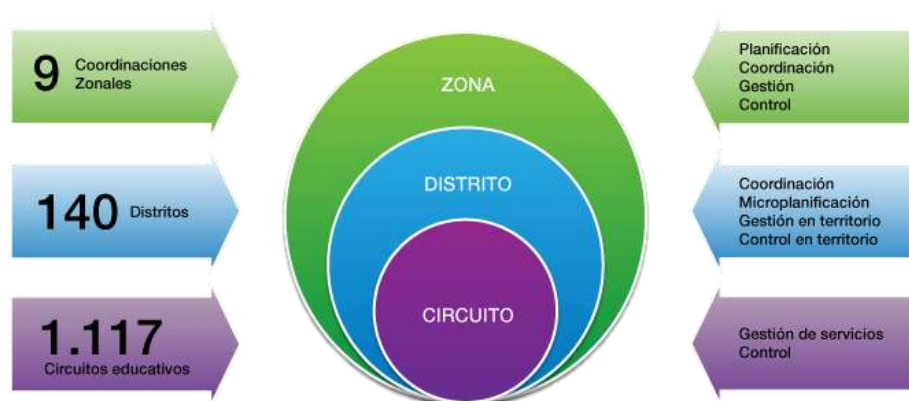 9 Coordinaciones
Zonales
140 Distritos
1.117
Circuitos educativos
ZONA
DISTRITO
CIRCUITO
Planificación
Coordinación
Gestión
Control
Coordinación
Microplanificación
Gestión en territorio
Control en territorio
Gestión de servicios
Control